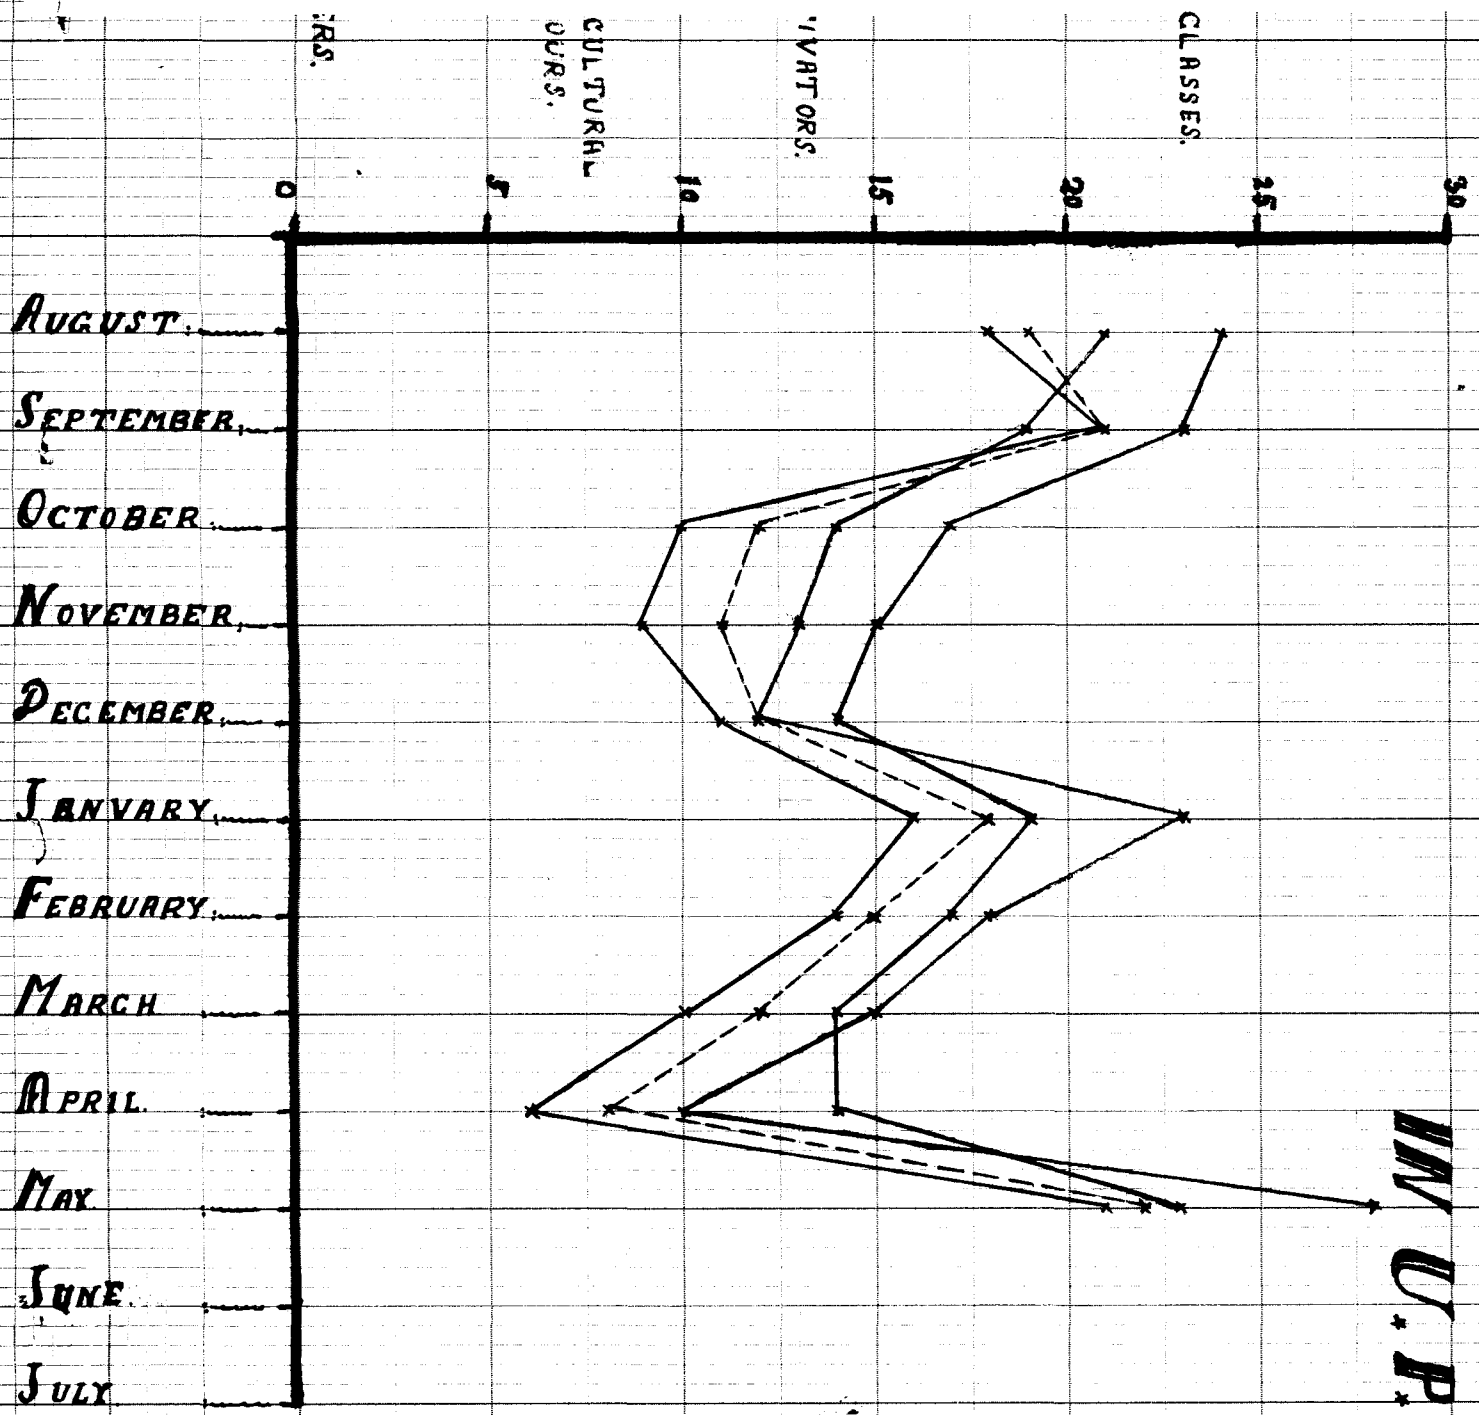 RS.
CULTURAL
OURS.
IVATORS.
CLASSES.
0
5
10
15
20
25
30
AUGUST.
SEPTEMBER.
OCTOBER.
NOVEMBER.
DECEMBER.
JANVARY.
FEBRUARY.
MARCH
APRIL.
MAY.
JUNE.
JULY.
IN U.P.